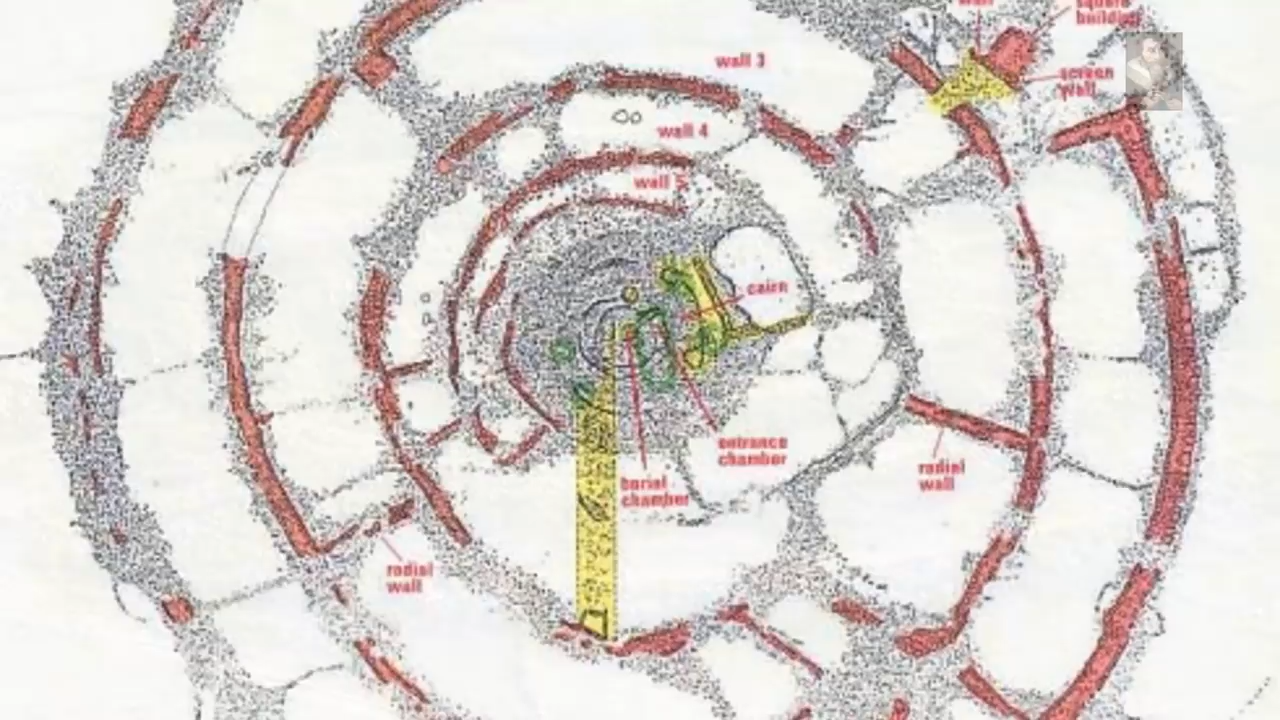 wall
square
building
wall 3
screen
wall
wall 4
wall 5
cairn
entrance
chamber
burial
chamber
radial
wall
radial
wall